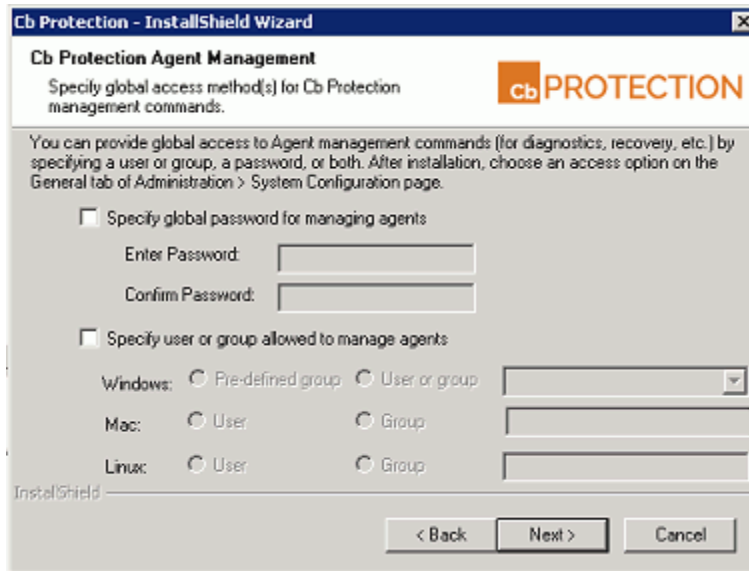 Cb Protection - InstallShield Wizard
Cb Protection Agent Management
Specify global access method(s) for Cb Protection
management commands.
Cb PROTECTION
You can provide global access to Agent management commands (for diagnostics, recovery, etc.) by
specifying a user or group, a password, or both. After installation, choose an access option on the
General tab of Administration > System Configuration page.
Specify global password for managing agents
Enter Password:
Confirm Password:
Specify user or group allowed to manage agents
Windows: Pre-defined group User or group
Mac: User Group
Linux: User Group
InstallShield
< Back Next > Cancel